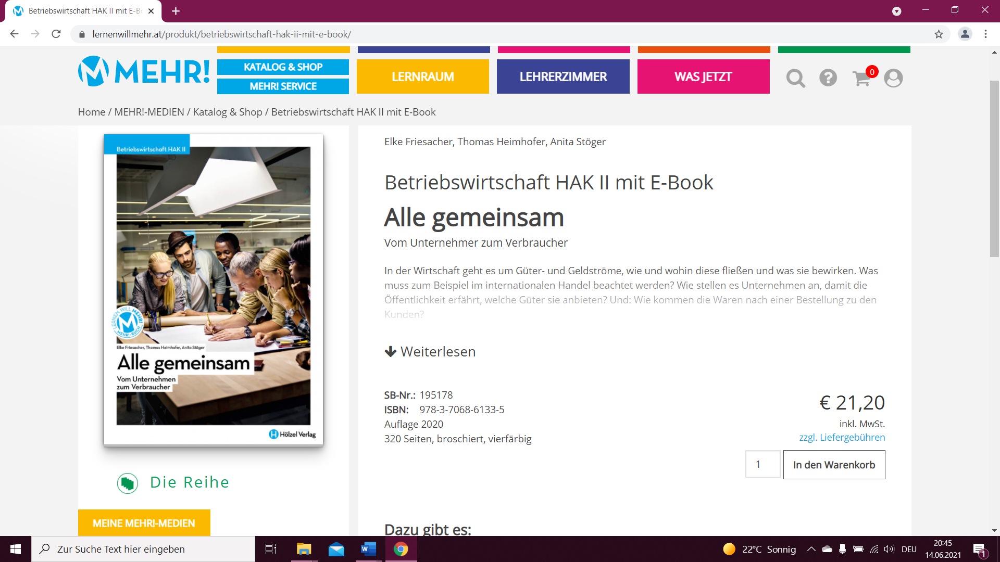 Betriebswirtschaft HAK II mit E-B
lernenwillmehr.at/produkt/betriebswirtschaft-hak-ii-mit-e-book/
MEHR!
KATALOG & SHOP
MEHR! SERVICE
LERNRAUM
LEHRERZIMMER
WAS JETZT
0
Home / MEHR!-MEDIEN / Katalog & Shop / Betriebswirtschaft HAK II mit E-Book
Betriebswirtschaft HAK II
LERNEN WILL MEHR!
MEHR!-BUCH
Elke Friesacher, Thomas Heimhofer, Anita Stöger
Alle gemeinsam
Vom Unternehmen
zum Verbraucher
Hölzel Verlag
Die Reihe
MEINE MEHR!-MEDIEN
Elke Friesacher, Thomas Heimhofer, Anita Stöger
Betriebswirtschaft HAK II mit E-Book
Alle gemeinsam
Vom Unternehmer zum Verbraucher
In der Wirtschaft geht es um Güter- und Geldströme, wie und wohin diese fließen und was sie bewirken. Was
muss zum Beispiel im internationalen Handel beachtet werden? Wie stellen es Unternehmen an, damit die
Öffentlichkeit erfährt, welche Güter sie anbieten? Und: Wie kommen die Waren nach einer Bestellung zu den
Kunden?
Weiterlesen
SB-Nr.: 195178
ISBN: 978-3-7068-6133-5
Auflage 2020
320 Seiten, broschiert, vierfärbig
€ 21,20
inkl. MwSt.
zzgl. Liefergebühren
1
In den Warenkorb
Dazu gibt es:
Zur Suche Text hier eingeben
22°C Sonnig
DEU
20:45
14.06.2021
1